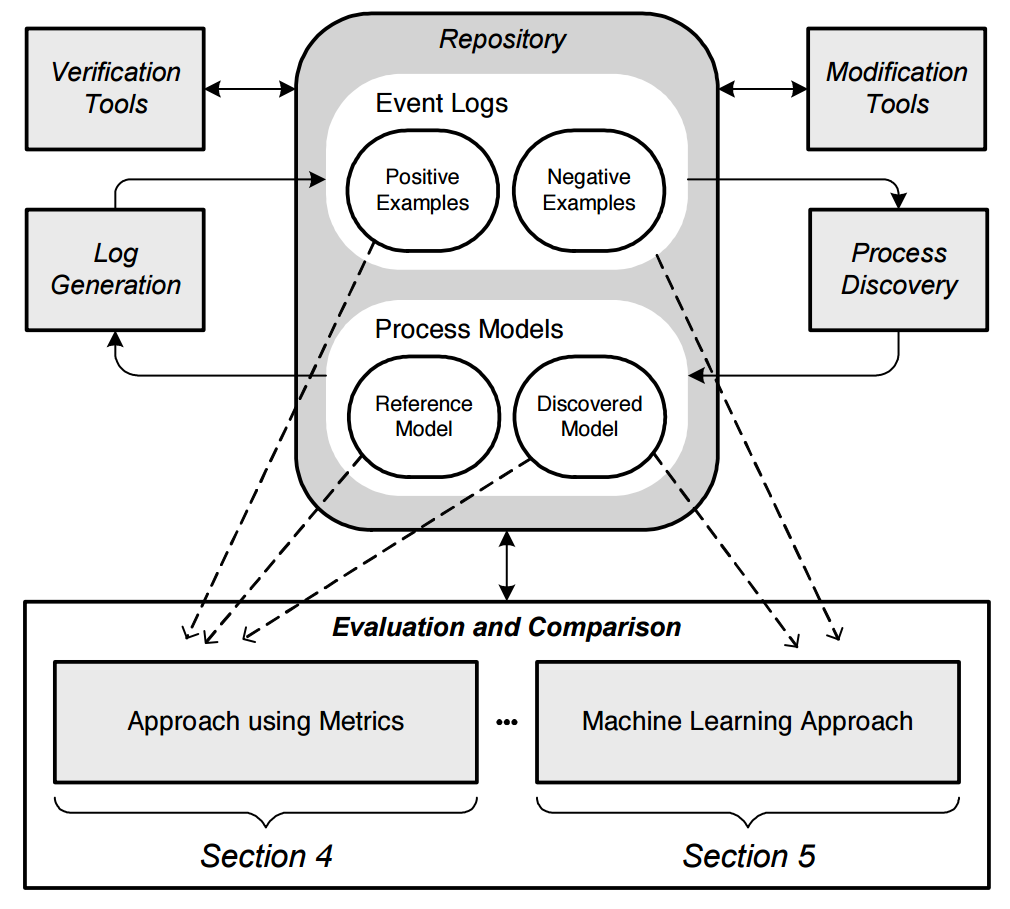 Repository
Verification
Tools
Modification
Tools
Event Logs
Positive
Examples
Negative
Examples
Log
Generation
Process
Discovery
Process Models
Reference
Model
Discovered
Model
Evaluation and Comparison
Approach using Metrics
...
Machine Learning Approach
Section 4
Section 5